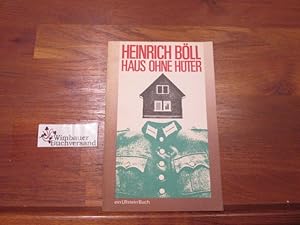 HEINRICH BÖLL
HAUS OHNE HÜTER
Wimbauer
Buchversand
ein Ullstein Buch